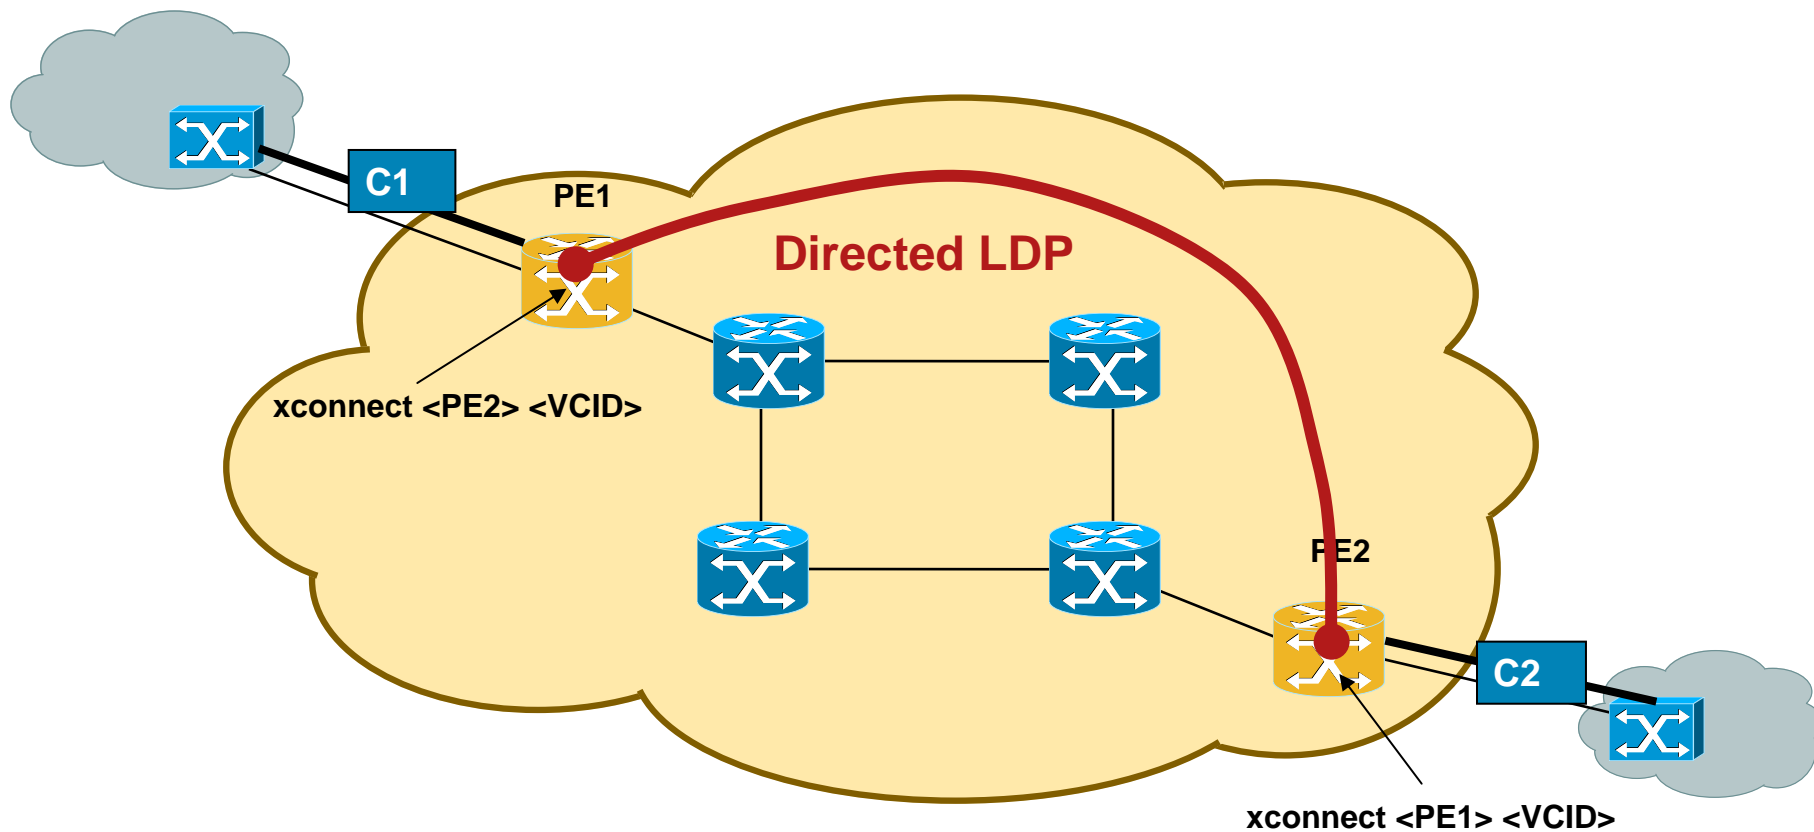 C1
PE1
Directed LDP
xconnect <PE2> <VCID>
PE2
C2
xconnect <PE1> <VCID>